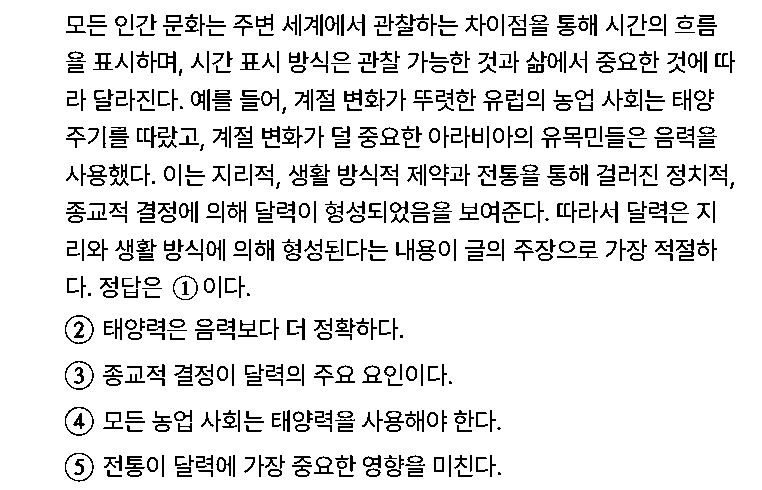 모든 인간 문화는 주변 세계에서 관찰하는 차이점을 통해 시간의 흐름
을 표시하며, 시간 표시 방식은 관찰 가능한 것과 삶에서 중요한 것에 따
라 달라진다. 예를 들어, 계절 변화가 뚜렷한 유럽의 농업 사회는 태양
주기를 따랐고, 계절 변화가 덜 중요한 아라비아의 유목민들은 음력을
사용했다. 이는 지리적, 생활 방식적 제약과 전통을 통해 걸러진 정치적,
종교적 결정에 의해 달력이 형성되었음을 보여준다. 따라서 달력은 지
리와 생활 방식에 의해 형성된다는 내용이 글의 주장으로 가장 적절하
다. 정답은 ①이다.
② 태양력은 음력보다 더 정확하다.
③ 종교적 결정이 달력의 주요 요인이다.
④ 모든 농업 사회는 태양력을 사용해야 한다.
⑤ 전통이 달력에 가장 중요한 영향을 미친다.